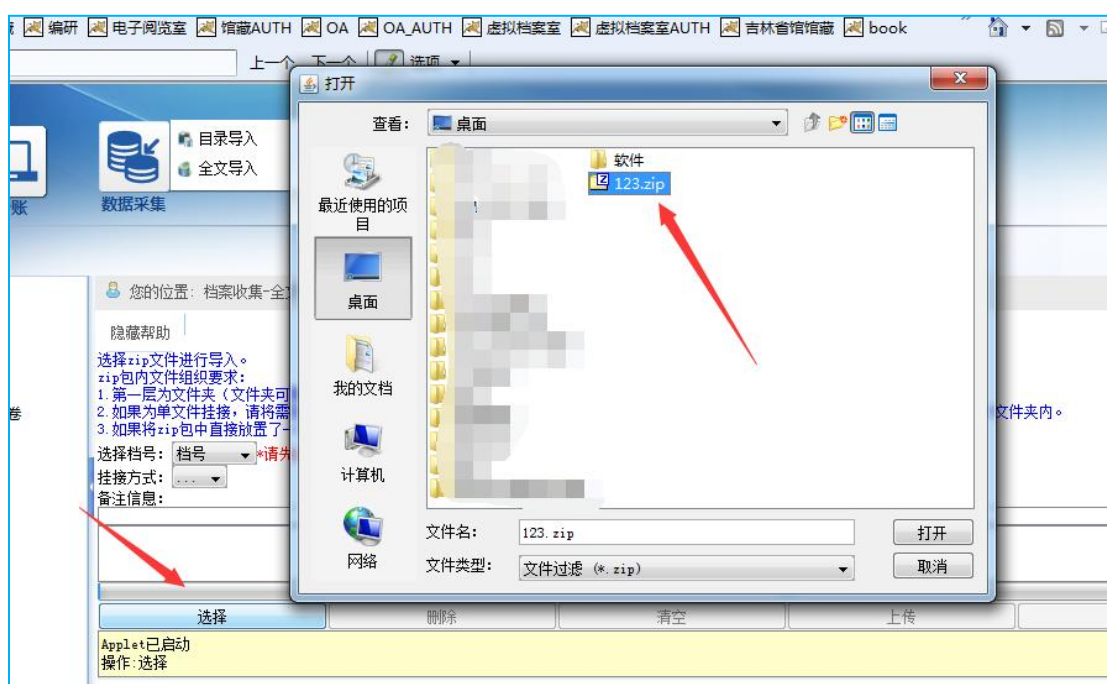 编研 电子阅览室 馆藏AUTH OA OA_AUTH 虚拟档案室 虚拟档案室AUTH 吉林省馆馆藏 book
上一个 下一个 选项
打开
查看: 桌面
目录导入
全文导入
数据采集
账
软件
123.zip
最近使用的项目
桌面
我的文档
计算机
网络
您的位置: 档案收集-全
隐藏帮助
选择zip文件进行导入。
zip包内文件组织要求:
1.第一层为文件夹(文件夹可
2.如果为单文件挂接,请将需
文件夹内。
3.如果将zip包中直接放置了一
卷
选择档号: 档号 *请先
挂接方式: ...
备注信息:
文件名: 123.zip 打开
文件类型: 文件过滤 (*.zip) 取消
选择 删除 清空 上传
Applet已启动
操作:选择